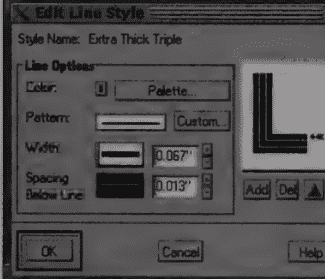 Edit Line Style
Style Name: Extra Thick Triple
Line Options
Color: Palette...
Pattern: Custom...
Width: 0.067"
Spacing
Below Line: 0.013"
Add Del
OK Cancel Help